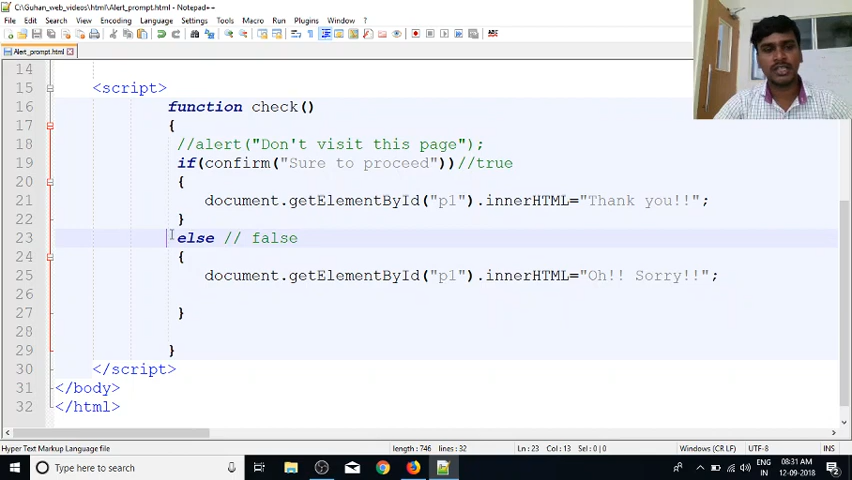 C:\Guhan_web_videos\html\Alert_prompt.html - Notepad++
File Edit Search View Encoding Language Settings Tools Macro Run Plugins Window ?
Alert_prompt.html
14
15 <script>
16 function check()
17 {
18 //alert("Don't visit this page");
19 if(confirm("Sure to proceed"))//true
20 {
21 document.getElementById("p1").innerHTML="Thank you!!";
22 }
23 else // false
24 {
25 document.getElementById("p1").innerHTML="Oh!! Sorry!!";
26
27 }
28
29 }
30 </script>
31 </body>
32 </html>
Hyper Text Markup Language file length : 746 lines : 32 Ln : 23 Col : 13 Sel : 0 | 0 Windows (CR LF) UTF-8 INS
Type here to search
ENG
IN
08:31 AM
12-09-2018
2